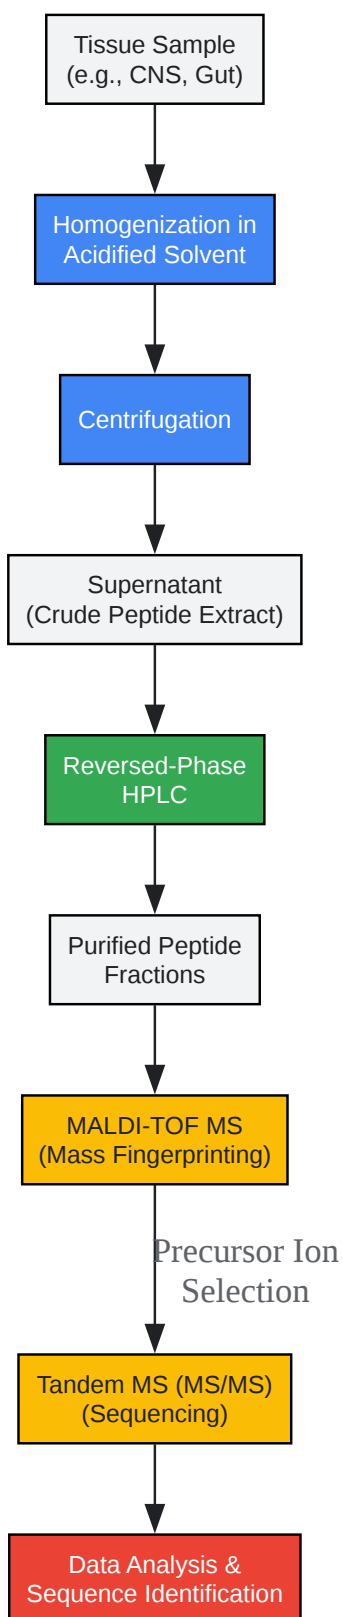 Tissue Sample
(e.g., CNS, Gut)
Homogenization in
Acidified Solvent
Centrifugation
Supernatant
(Crude Peptide Extract)
Reversed-Phase
HPLC
Purified Peptide
Fractions
MALDI-TOF MS
(Mass Fingerprinting)
Precursor Ion
Selection
Tandem MS (MS/MS)
(Sequencing)
Data Analysis &
Sequence Identification